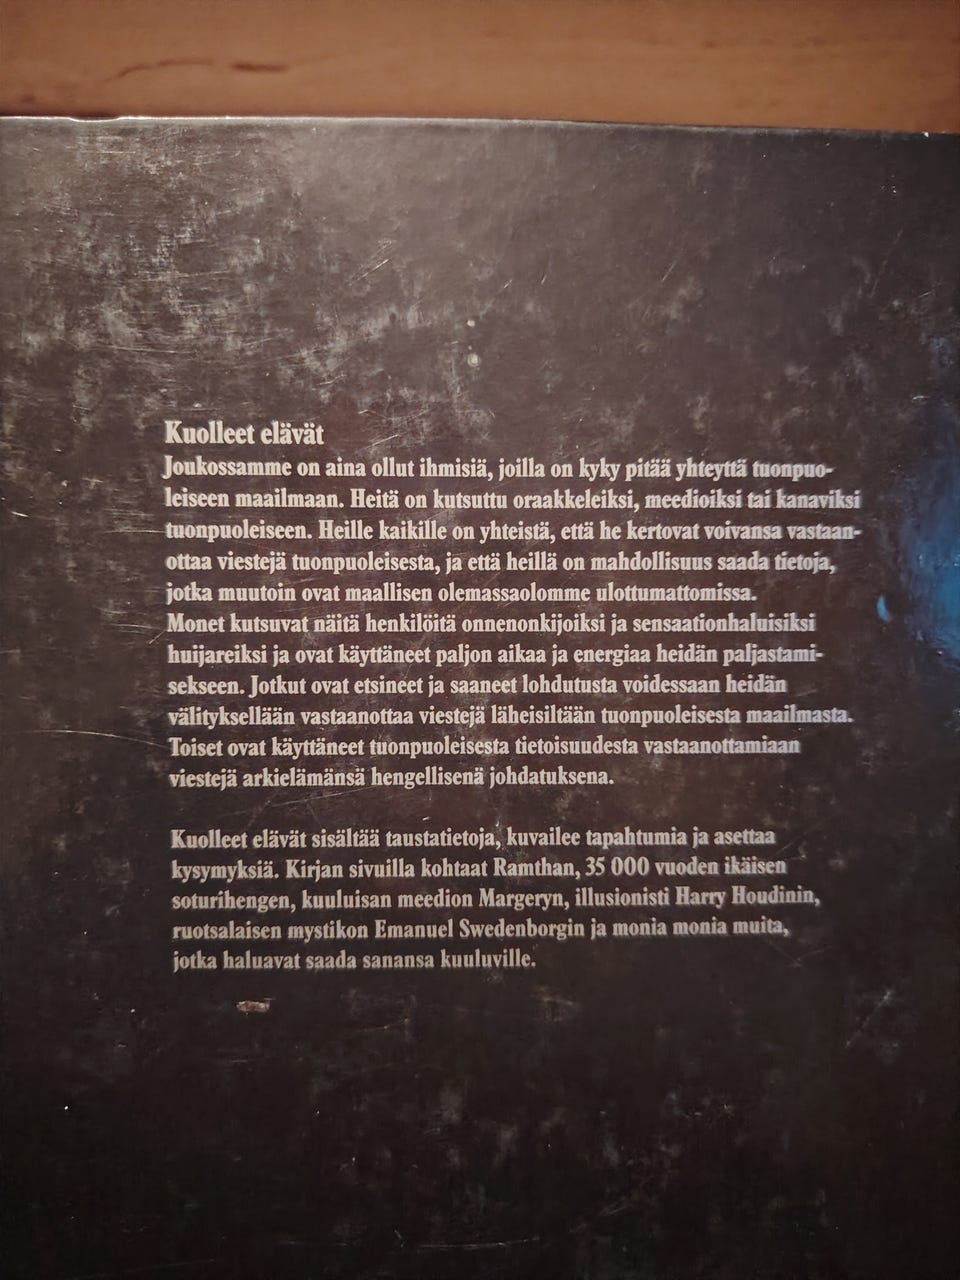 Kuolleet elävät
Joukossamme on aina ollut ihmisiä, joilla on kyky pitää yhteyttä tuonpuo-
leiseen maailmaan. Heitä on kutsuttu oraakkeleiksi, meedioiksi tai kanaviksi
tuonpuoleiseen. Heille kaikille on yhteistä, että he kertovat voivansa vastaan-
ottaa viestejä tuonpuoleisesta, ja että heillä on mahdollisuus saada tietoja,
jotka muutoin ovat maallisen olemassaolomme ulottumattomissa.
Monet kutsuvat näitä henkilöitä onnenonkijoiksi ja sensaationhaluisiksi
huijareiksi ja ovat käyttäneet paljon aikaa ja energiaa heidän paljastami-
sekseen. Jotkut ovat etsineet ja saaneet lohdutusta voidessaan heidän
välityksellään vastaanottaa viestejä läheisiltään tuonpuoleisesta maailmasta.
Toiset ovat käyttäneet tuonpuoleisesta tietoisuudesta vastaanottamiaan
viestejä arkielämänsä hengellisenä johdatuksena.
Kuolleet elävät sisältää taustatietoja, kuvailee tapahtumia ja asettaa
kysymyksiä. Kirjan sivuilla kohtaat Ramthan, 35 000 vuoden ikäisen
soturihengen, kuuluisan meedion Margeryn, illusionisti Harry Houdinin,
ruotsalaisen mystikon Emanuel Swedenborgin ja monia monia muita,
jotka haluavat saada sanansa kuuluville.